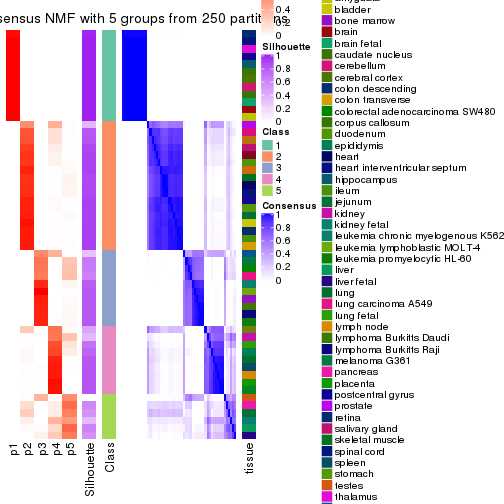 sensus NMF with 5 groups from 250 partitions
0.4
0.2
0
Silhouette
1
0.8
0.6
0.4
0.2
0
Class
1
2
3
4
5
Consensus
1
0.8
0.6
0.4
0.2
0
p1
p2
p3
p4
p5
Silhouette
Class
tissue
bladder
bone marrow
brain
brain fetal
caudate nucleus
cerebellum
cerebral cortex
colon descending
colon transverse
colorectal adenocarcinoma SW480
corpus callosum
duodenum
epididymis
heart
heart interventricular septum
hippocampus
ileum
jejunum
kidney
kidney fetal
leukemia chronic myelogenous K562
leukemia lymphoblastic MOLT-4
leukemia promyelocytic HL-60
liver
liver fetal
lung
lung carcinoma A549
lung fetal
lymph node
lymphoma Burkitts Daudi
lymphoma Burkitts Raji
melanoma G361
pancreas
placenta
postcentral gyrus
prostate
retina
salivary gland
skeletal muscle
spinal cord
spleen
stomach
testes
thalamus